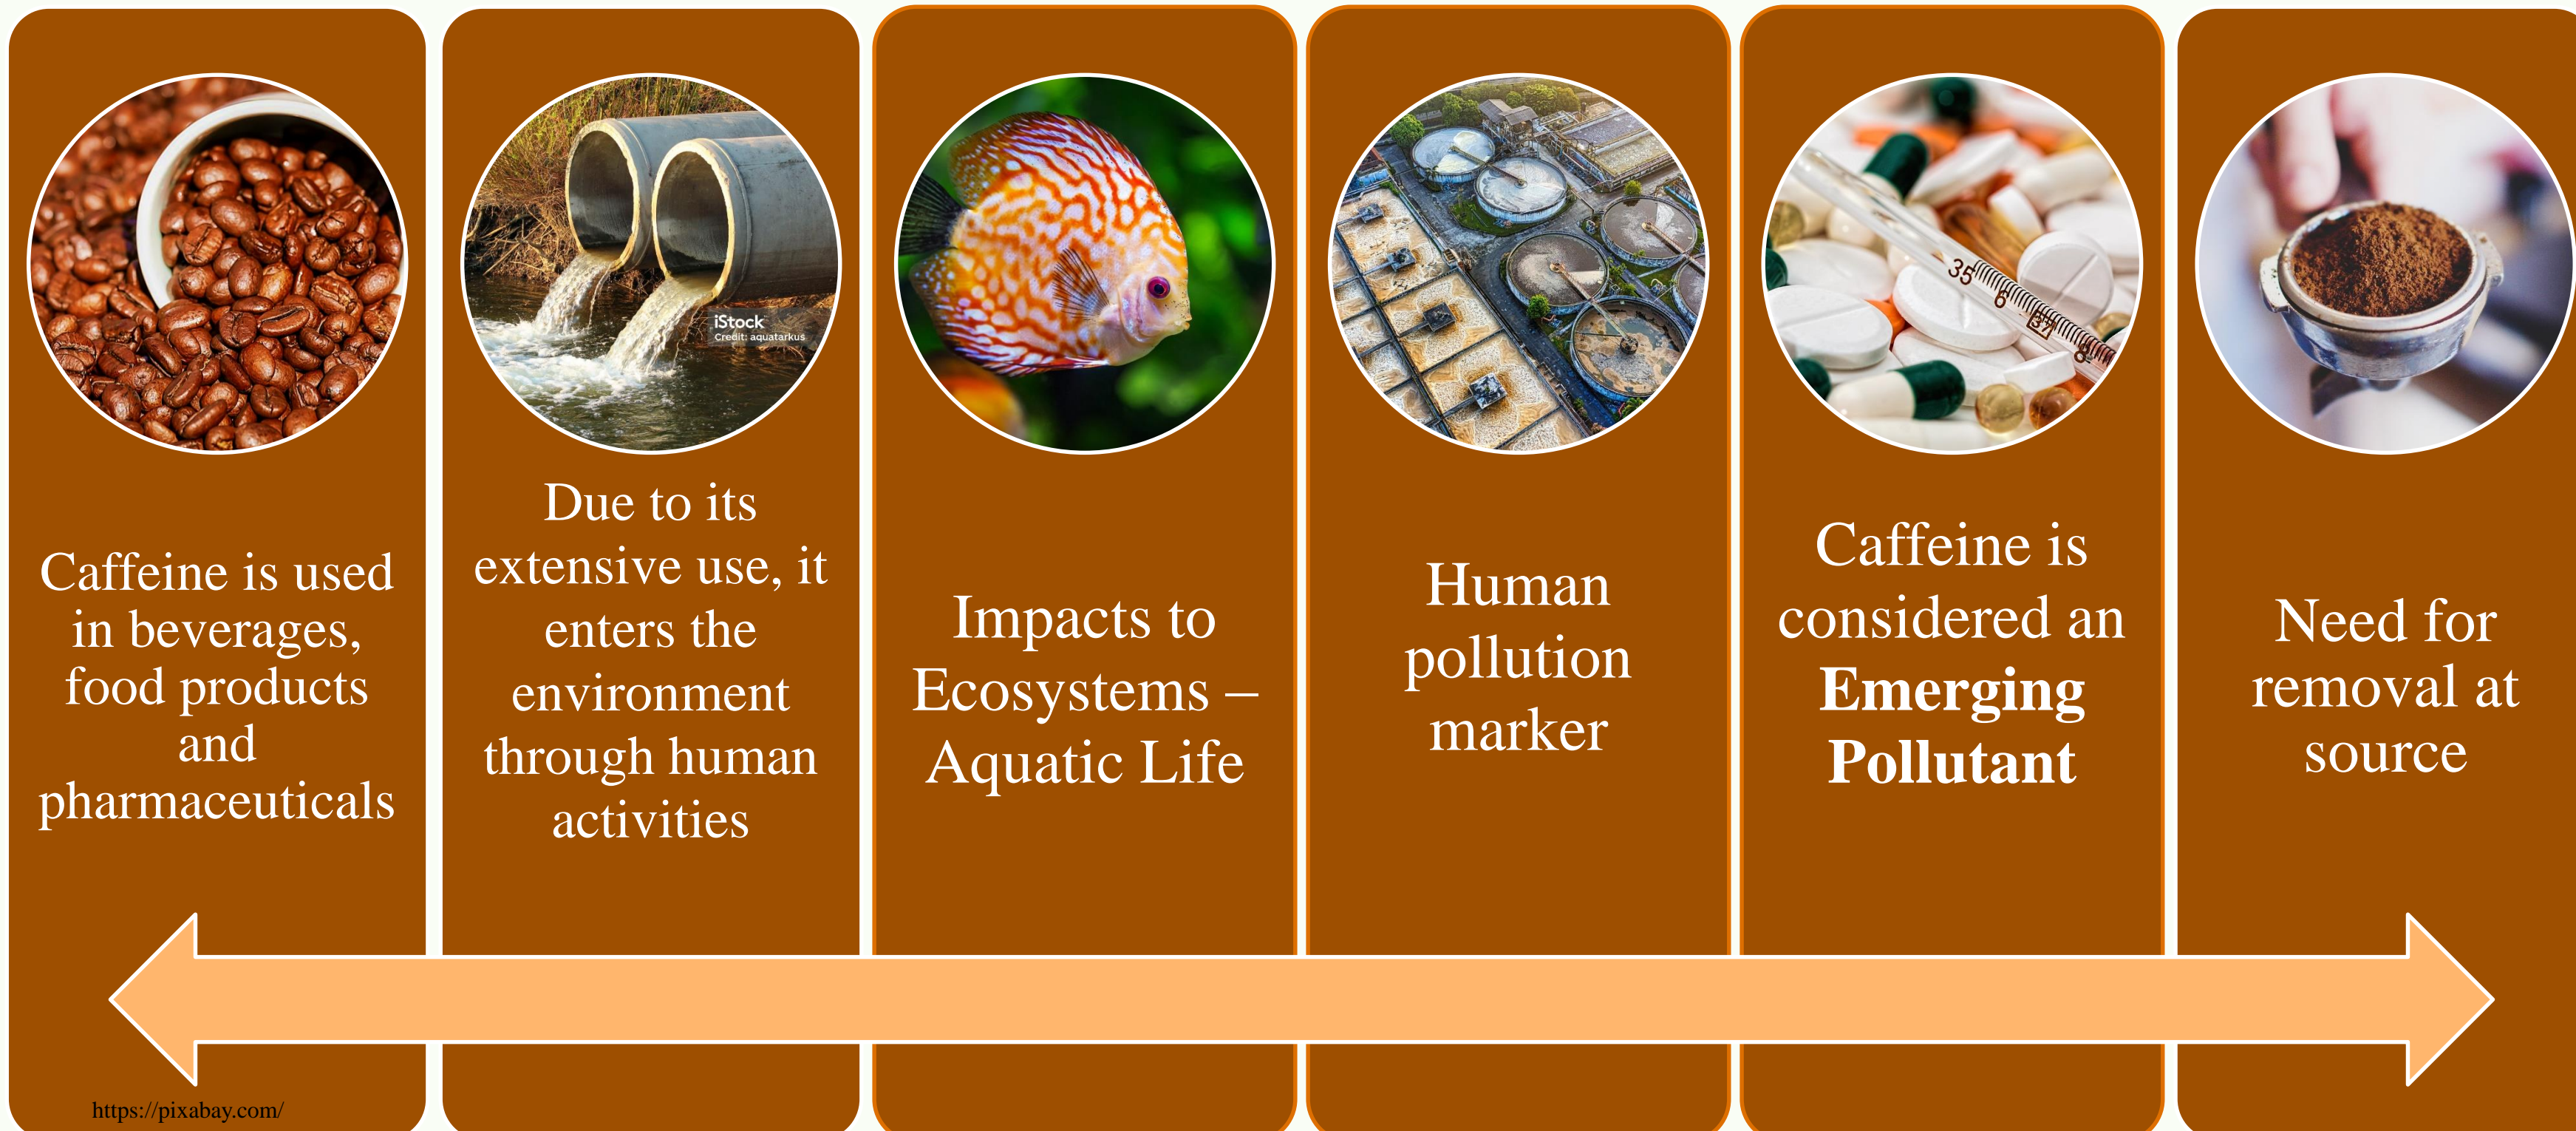 iStock
Credit: aquatarkus
35 6 37 8
Caffeine is used
in beverages,
food products
and
pharmaceuticals
Due to its
extensive use, it
enters the
environment
through human
activities
Impacts to
Ecosystems –
Aquatic Life
Human
pollution
marker
Caffeine is
considered an
Emerging
Pollutant
Need for
removal at
source
https://pixabay.com/